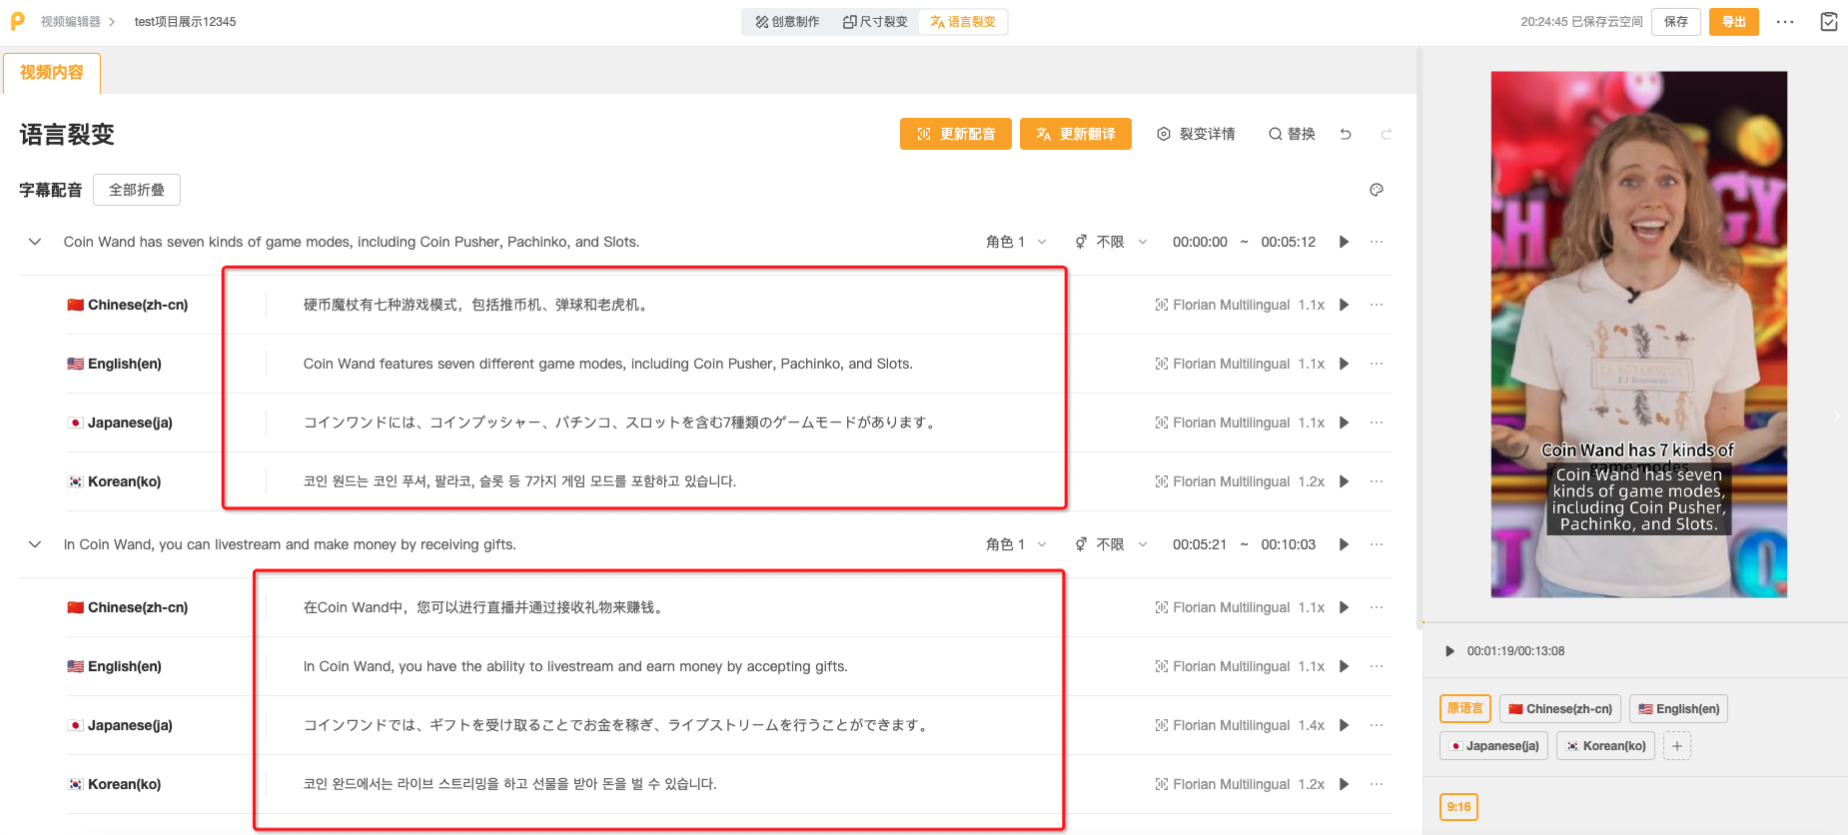 视频编辑器
test项目展示12345
创意制作
尺寸裂变
语言裂变
20:24:45 已保存云空间
保存
导出
视频内容
语言裂变
更新配音
更新翻译
裂变详情
替换
字幕配音
全部折叠
Coin Wand has seven kinds of game modes, including Coin Pusher, Pachinko, and Slots.
角色 1
不限
00:00:00 ~ 00:05:12
Chinese(zh-cn)
硬币魔杖有七种游戏模式，包括推币机、弹球和老虎机。
Florian Multilingual 1.1x
English(en)
Coin Wand features seven different game modes, including Coin Pusher, Pachinko, and Slots.
Florian Multilingual 1.1x
Japanese(ja)
コインワンドには、コインプッシャー、パチンコ、スロットを含む7種類のゲームモードがあります。
Florian Multilingual 1.1x
Korean(ko)
코인 원드는 코인 푸셔, 팔라코, 슬롯 등 7가지 게임 모드를 포함하고 있습니다.
Florian Multilingual 1.2x
In Coin Wand, you can livestream and make money by receiving gifts.
角色 1
不限
00:05:21 ~ 00:10:03
Chinese(zh-cn)
在Coin Wand中，您可以进行直播并通过接收礼物来赚钱。
Florian Multilingual 1.1x
English(en)
In Coin Wand, you have the ability to livestream and earn money by accepting gifts.
Florian Multilingual 1.1x
Japanese(ja)
コインワンドでは、ギフトを受け取ることでお金を稼ぎ、ライブストリームを行うことができます。
Florian Multilingual 1.4x
Korean(ko)
코인 완드에서는 라이브 스트리밍을 하고 선물을 받아 돈을 벌 수 있습니다.
Florian Multilingual 1.2x
Coin Wand has 7 kinds of
game modes
Coin Wand has seven
kinds of game modes,
including Coin Pusher,
Pachinko, and Slots.
00:01:19/00:13:08
原语言
Chinese(zh-cn)
English(en)
Japanese(ja)
Korean(ko)
9:16